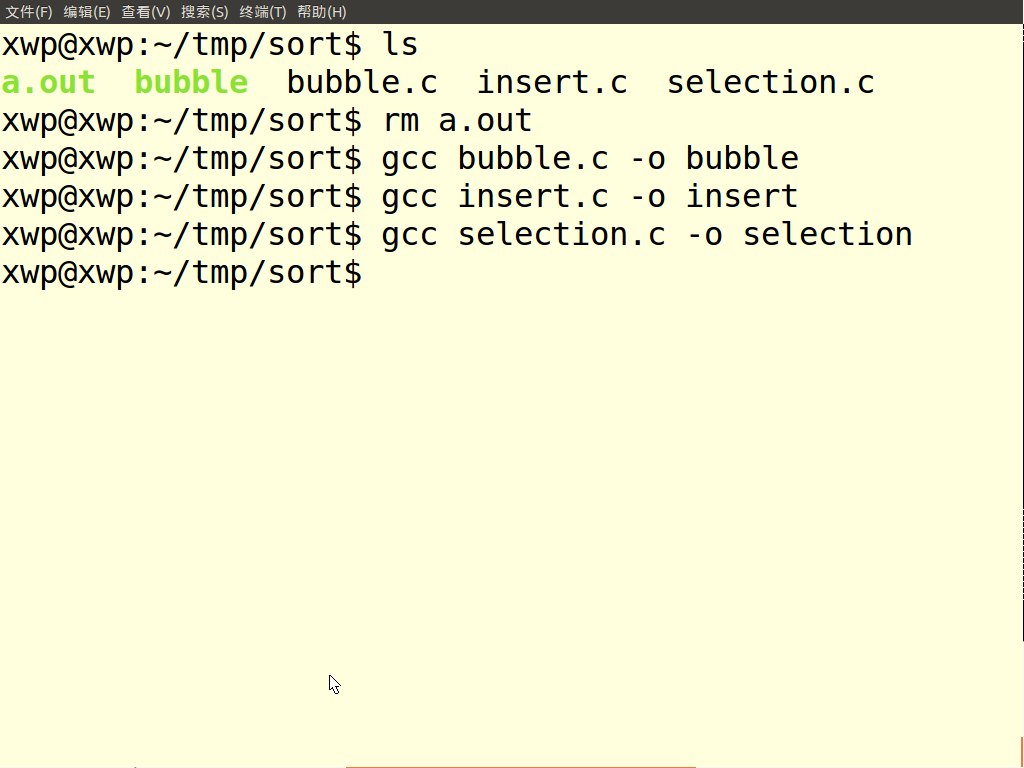 文件(F) 编辑(E) 查看(V) 搜索(S) 终端(T) 帮助(H)
xwp@xwp:~/tmp/sort$ ls
a.out  bubble  bubble.c  insert.c  selection.c
xwp@xwp:~/tmp/sort$ rm a.out
xwp@xwp:~/tmp/sort$ gcc bubble.c -o bubble
xwp@xwp:~/tmp/sort$ gcc insert.c -o insert
xwp@xwp:~/tmp/sort$ gcc selection.c -o selection
xwp@xwp:~/tmp/sort$